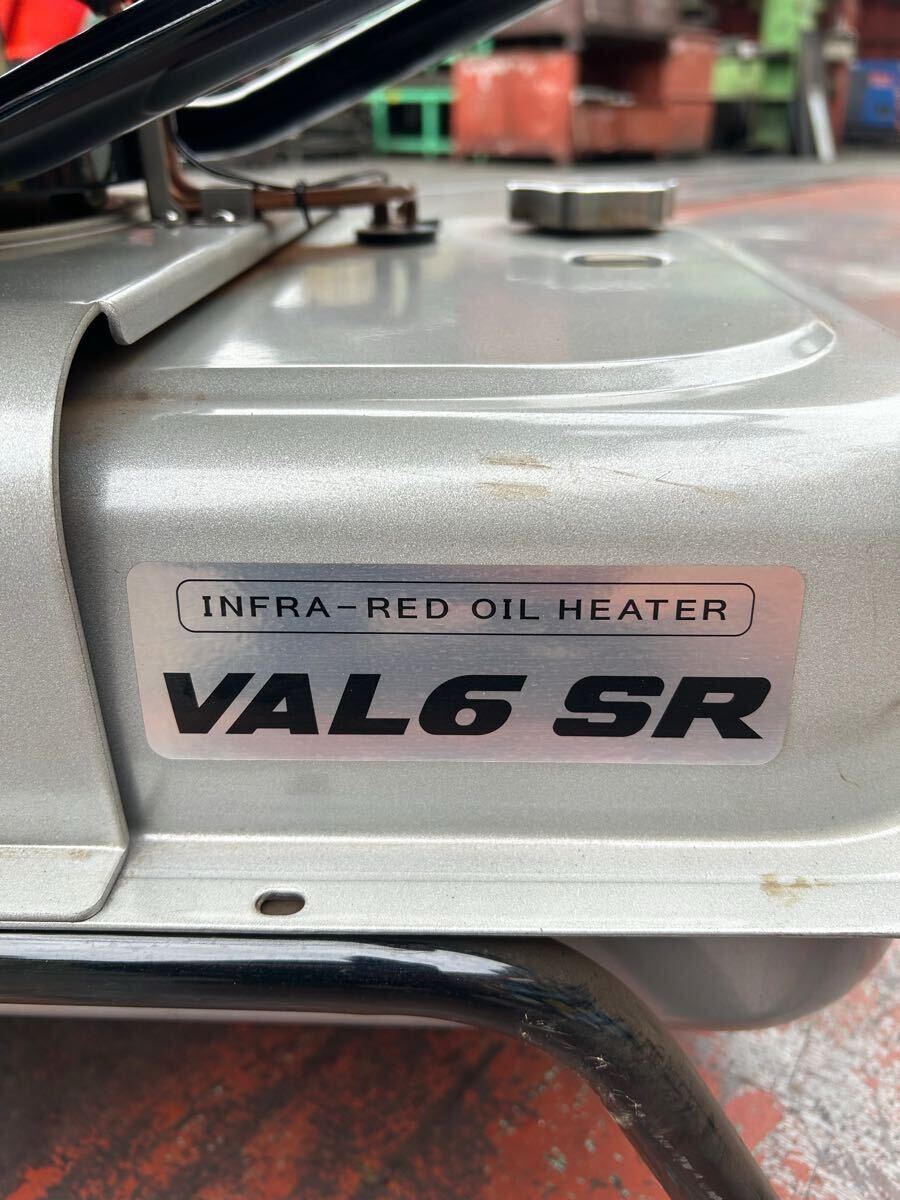 INFRA-RED OIL HEATER
VAL6 SR